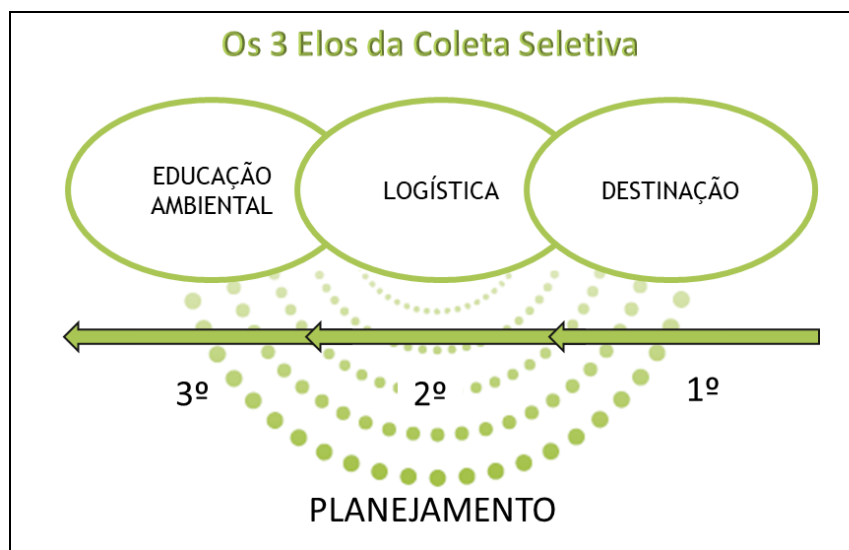 Os 3 Elos da Coleta Seletiva
EDUCAÇÃO
AMBIENTAL
LOGÍSTICA
DESTINAÇÃO
3º
2º
1º
PLANEJAMENTO